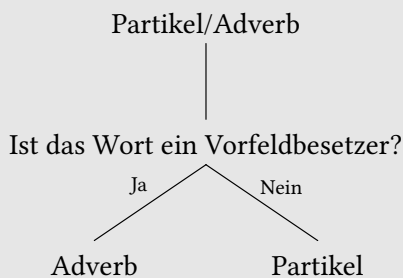 Partikel/Adverb
Ist das Wort ein Vorfeldbesetzer?
Ja
Nein
Adverb
Partikel